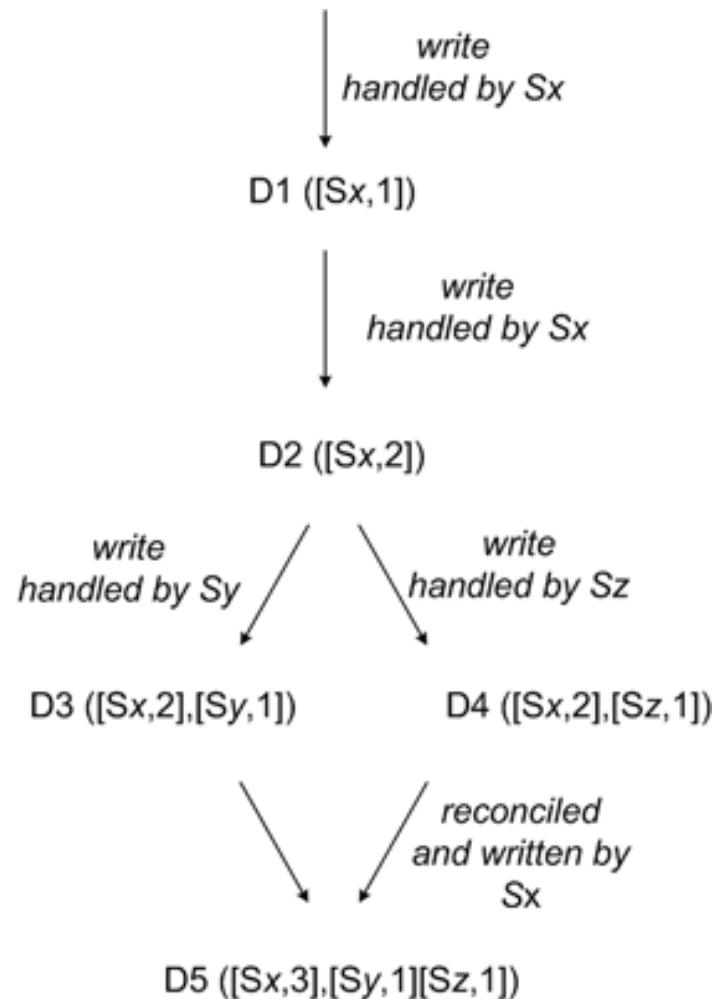 write
handled by Sx
D1 ([Sx,1])
write
handled by Sx
D2 ([Sx,2])
write
handled by Sy
write
handled by Sz
D3 ([Sx,2],[Sy,1])
D4 ([Sx,2],[Sz,1])
reconciled
and written by
Sx
D5 ([Sx,3],[Sy,1][Sz,1])